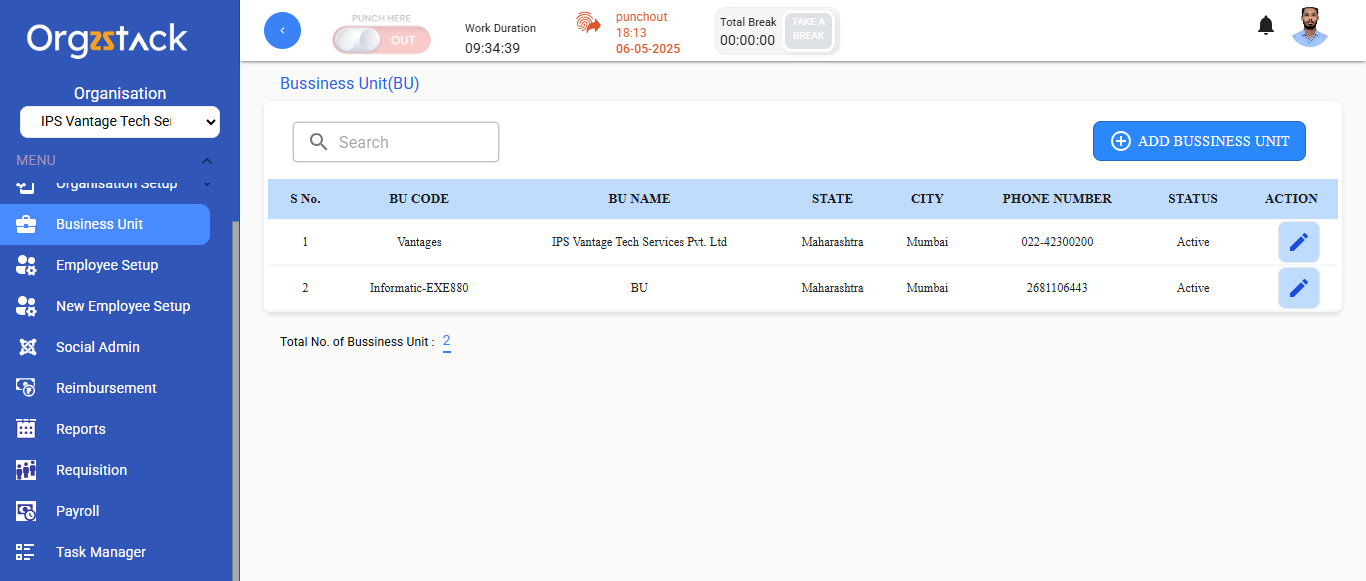 Orgzstack
Organisation
IPS Vantage Tech Ser
MENU
Organisation Setup
Business Unit
Employee Setup
New Employee Setup
Social Admin
Reimbursement
Reports
Requisition
Payroll
Task Manager
PUNCH HERE
OUT
Work Duration
09:34:39
punchout
18:13
06-05-2025
Total Break
00:00:00
TAKE A
BREAK
Bussiness Unit(BU)
Search
ADD BUSSINESS UNIT
S No. BU CODE BU NAME STATE CITY PHONE NUMBER STATUS ACTION
1 Vantages IPS Vantage Tech Services Pvt. Ltd Maharashtra Mumbai 022-42300200 Active
2 Informatic-EXE880 BU Maharashtra Mumbai 2681106443 Active
Total No. of Bussiness Unit : 2